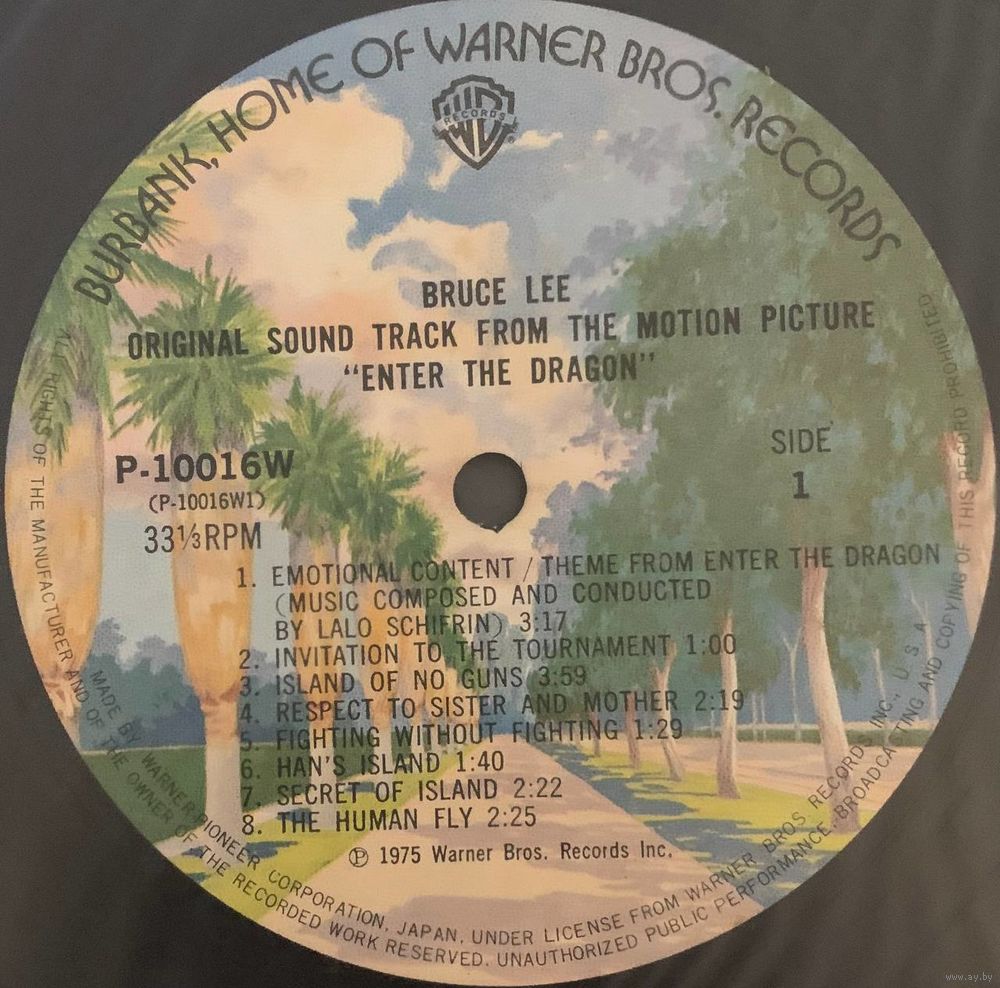 BURBANK, HOME OF WARNER BROS. RECORDS
RECORDS
BRUCE LEE
ORIGINAL SOUND TRACK FROM THE MOTION PICTURE
“ENTER THE DRAGON”
P-10016W
(P-10016W1)
33⅓RPM
SIDE
1
1. EMOTIONAL CONTENT / THEME FROM ENTER THE DRAGON
(MUSIC COMPOSED AND CONDUCTED
BY LALO SCHIFRIN) 3:17
2. INVITATION TO THE TOURNAMENT 1:00
3. ISLAND OF NO GUNS 3:59
4. RESPECT TO SISTER AND MOTHER 2:19
5. FIGHTING WITHOUT FIGHTING 1:29
6. HAN'S ISLAND 1:40
7. SECRET OF ISLAND 2:22
8. THE HUMAN FLY 2:25
℗ 1975 Warner Bros. Records Inc.
MADE BY WARNER-PIONEER CORPORATION, JAPAN, UNDER LICENSE FROM WARNER BROS. RECORDS INC., U.S.A.
ALL RIGHTS OF THE MANUFACTURER AND OF THE OWNER OF THE RECORDED WORK RESERVED. UNAUTHORIZED PUBLIC PERFORMANCE, BROADCASTING AND COPYING OF THIS RECORD PROHIBITED
www.ay.by